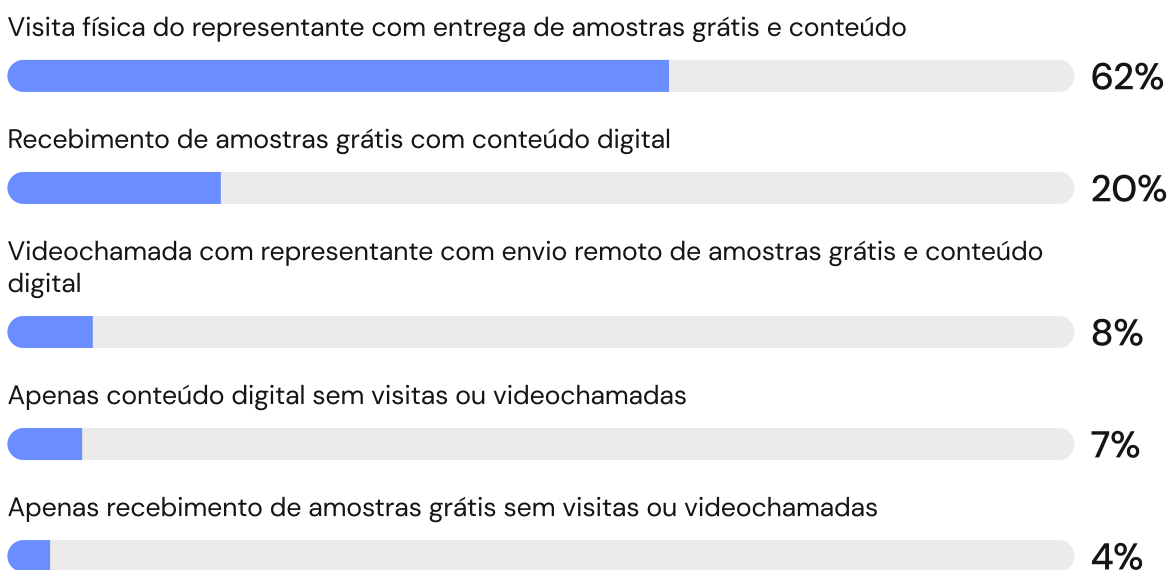 Visita física do representante com entrega de amostras grátis e conteúdo
62%
Recebimento de amostras grátis com conteúdo digital
20%
Videochamada com representante com envio remoto de amostras grátis e conteúdo
digital
8%
Apenas conteúdo digital sem visitas ou videochamadas
7%
Apenas recebimento de amostras grátis sem visitas ou videochamadas
4%